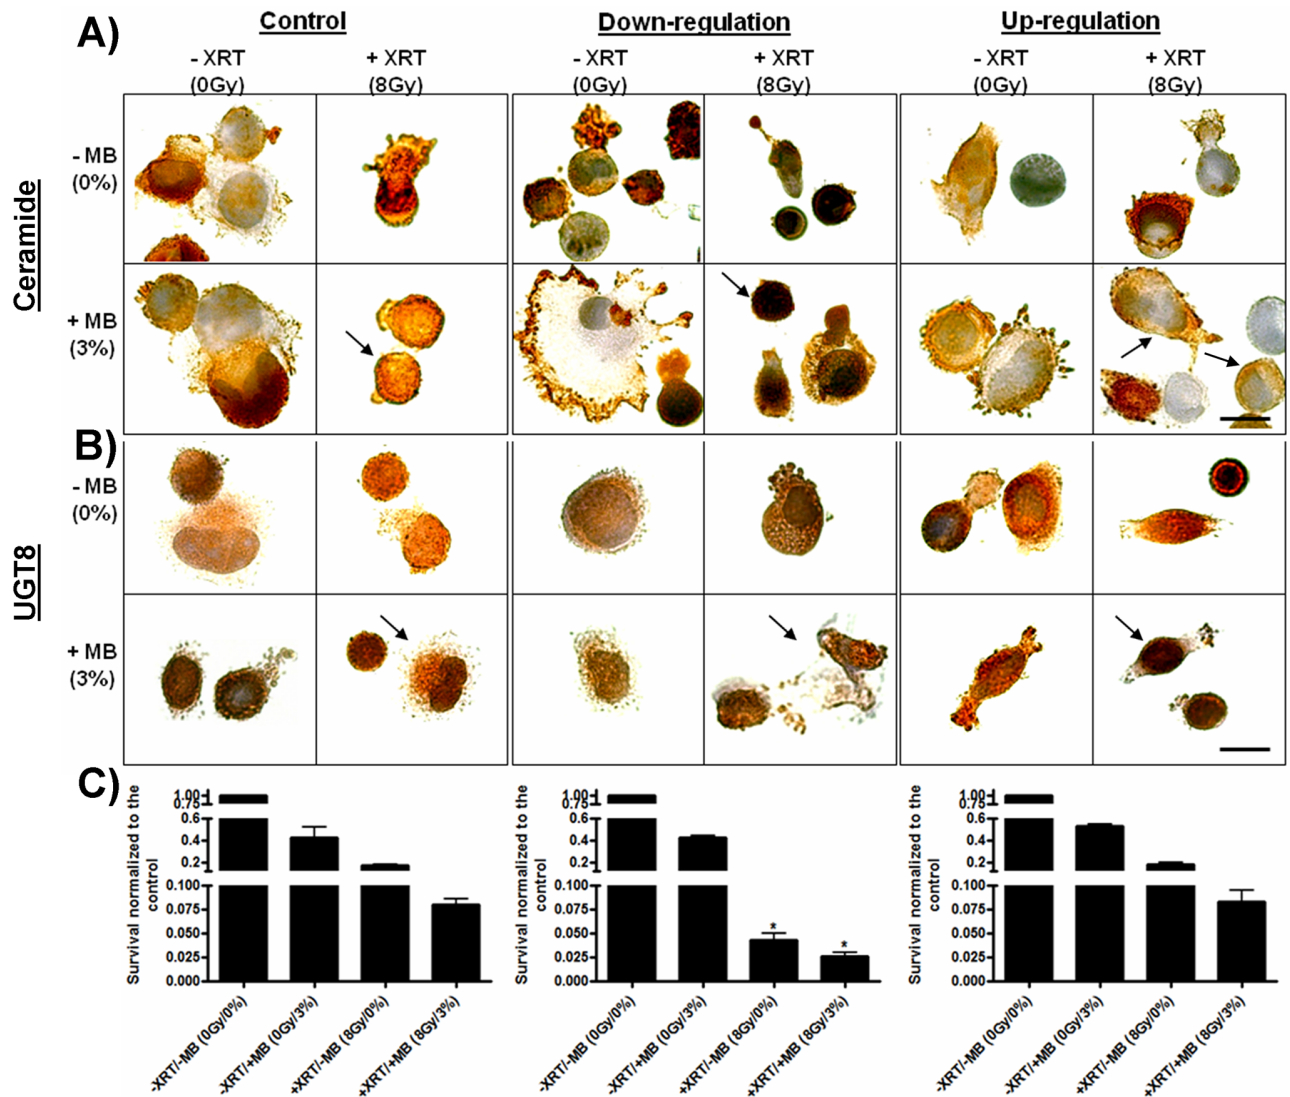 A)
Control
Down-regulation
Up-regulation
- XRT
(0Gy)
+ XRT
(8Gy)
- XRT
(0Gy)
+ XRT
(8Gy)
- XRT
(0Gy)
+ XRT
(8Gy)
Ceramide
- MB
(0%)
+ MB
(3%)
B)
UGT8
- MB
(0%)
+ MB
(3%)
C)
Survival normalized to the
control
1.00
0.75
0.6
0.4
0.2
0.100
0.075
0.050
0.025
0.000
-XRT/-MB (0Gy/0%)
-XRT/+MB (0Gy/3%)
+XRT/-MB (8Gy/0%)
+XRT/+MB (8Gy/3%)
Survival normalized to the
control
1.00
0.75
0.6
0.4
0.2
0.100
0.075
0.050
0.025
0.000
*
*
-XRT/-MB (0Gy/0%)
-XRT/+MB (0Gy/3%)
+XRT/-MB (8Gy/0%)
+XRT/+MB (8Gy/3%)
Survival normalized to the
control
1.00
0.75
0.6
0.4
0.2
0.100
0.075
0.050
0.025
0.000
-XRT/-MB (0Gy/0%)
-XRT/+MB (0Gy/3%)
+XRT/-MB (8Gy/0%)
+XRT/+MB (8Gy/3%)